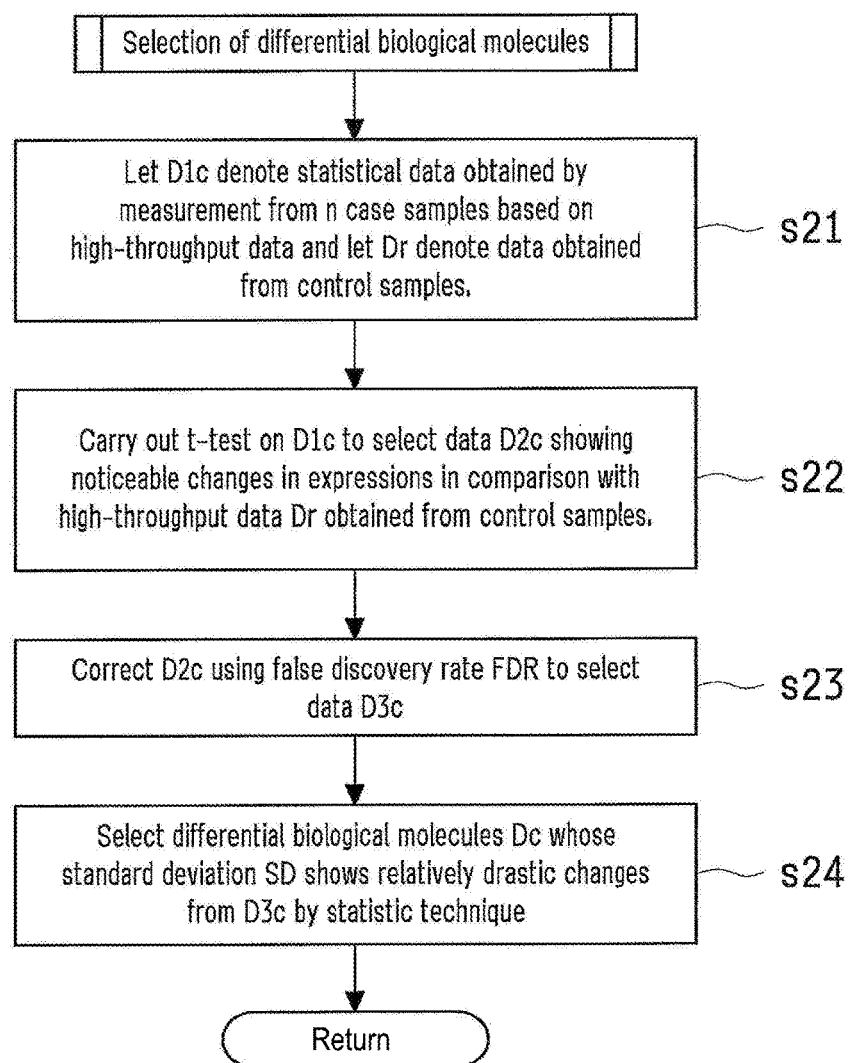 Selection of differential biological molecules
Let D1c denote statistical data obtained by
measurement from n case samples based on
high-throughput data and let Dr denote data obtained
from control samples.
s21
Carry out t-test on D1c to select data D2c showing
noticeable changes in expressions in comparison with
high-throughput data Dr obtained from control samples.
s22
Correct D2c using false discovery rate FDR to select
data D3c
s23
Select differential biological molecules Dc whose
standard deviation SD shows relatively drastic changes
from D3c by statistic technique
s24
Return